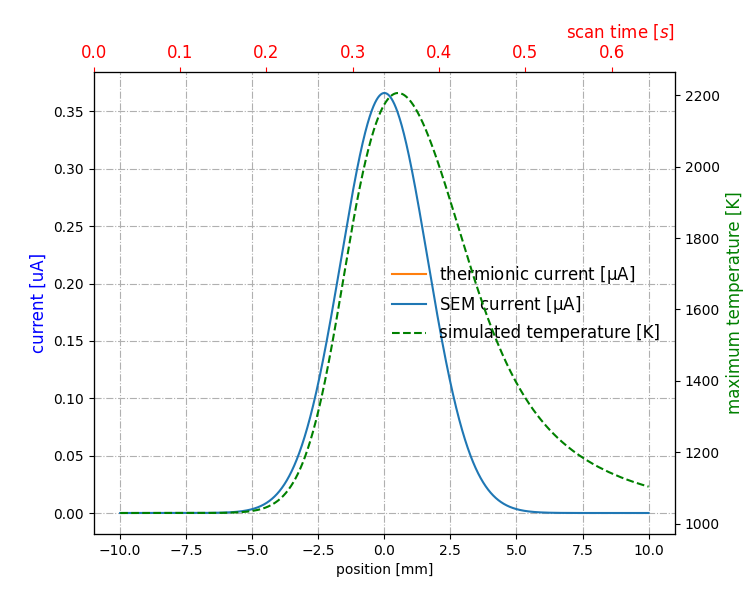 scan time [s]
0.0 0.1 0.2 0.3 0.4 0.5 0.6
0.35
0.30
0.25
0.20
0.15
0.10
0.05
0.00
current [uA]
thermionic current [µA]
SEM current [µA]
simulated temperature [K]
2200
2000
1800
1600
1400
1200
1000
maximum temperature [K]
−10.0 −7.5 −5.0 −2.5 0.0 2.5 5.0 7.5 10.0
position [mm]